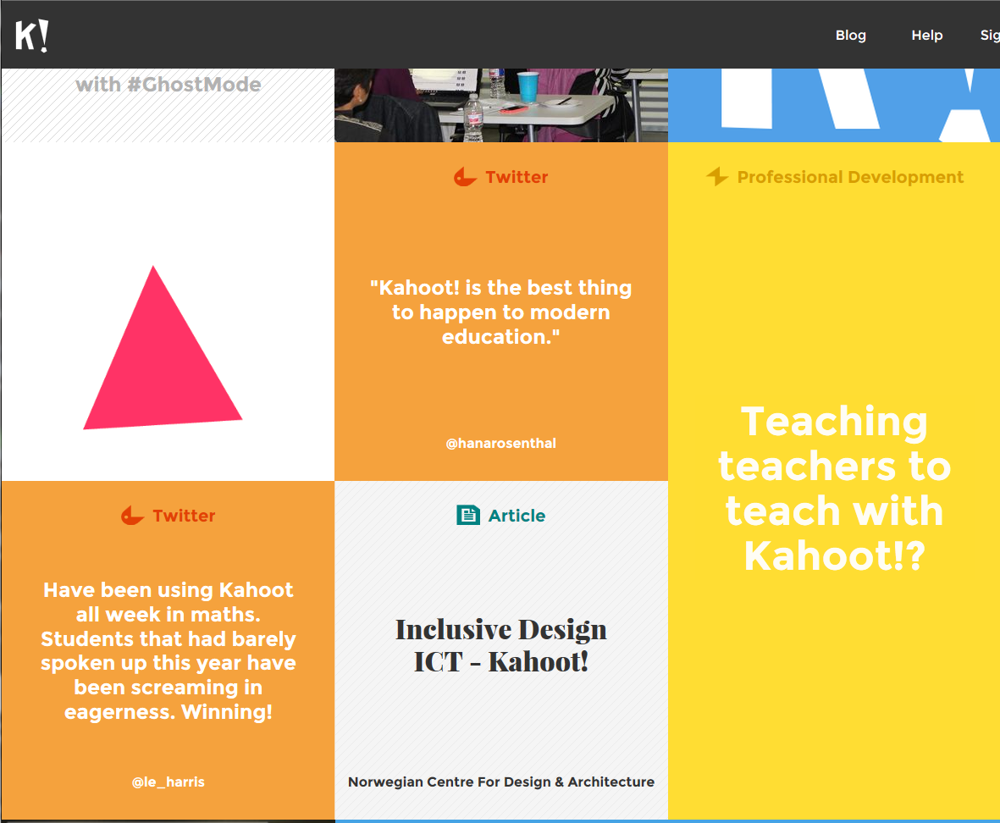 K!
Blog
Help
Sig
with #GhostMode
Twitter
"Kahoot! is the best thing
to happen to modern
education."
@hanarosenthal
Professional Development
Teaching
teachers to
teach with
Kahoot!?
Twitter
Have been using Kahoot
all week in maths.
Students that had barely
spoken up this year have
been screaming in
eagerness. Winning!
@le_harris
Article
Inclusive Design
ICT - Kahoot!
Norwegian Centre For Design & Architecture